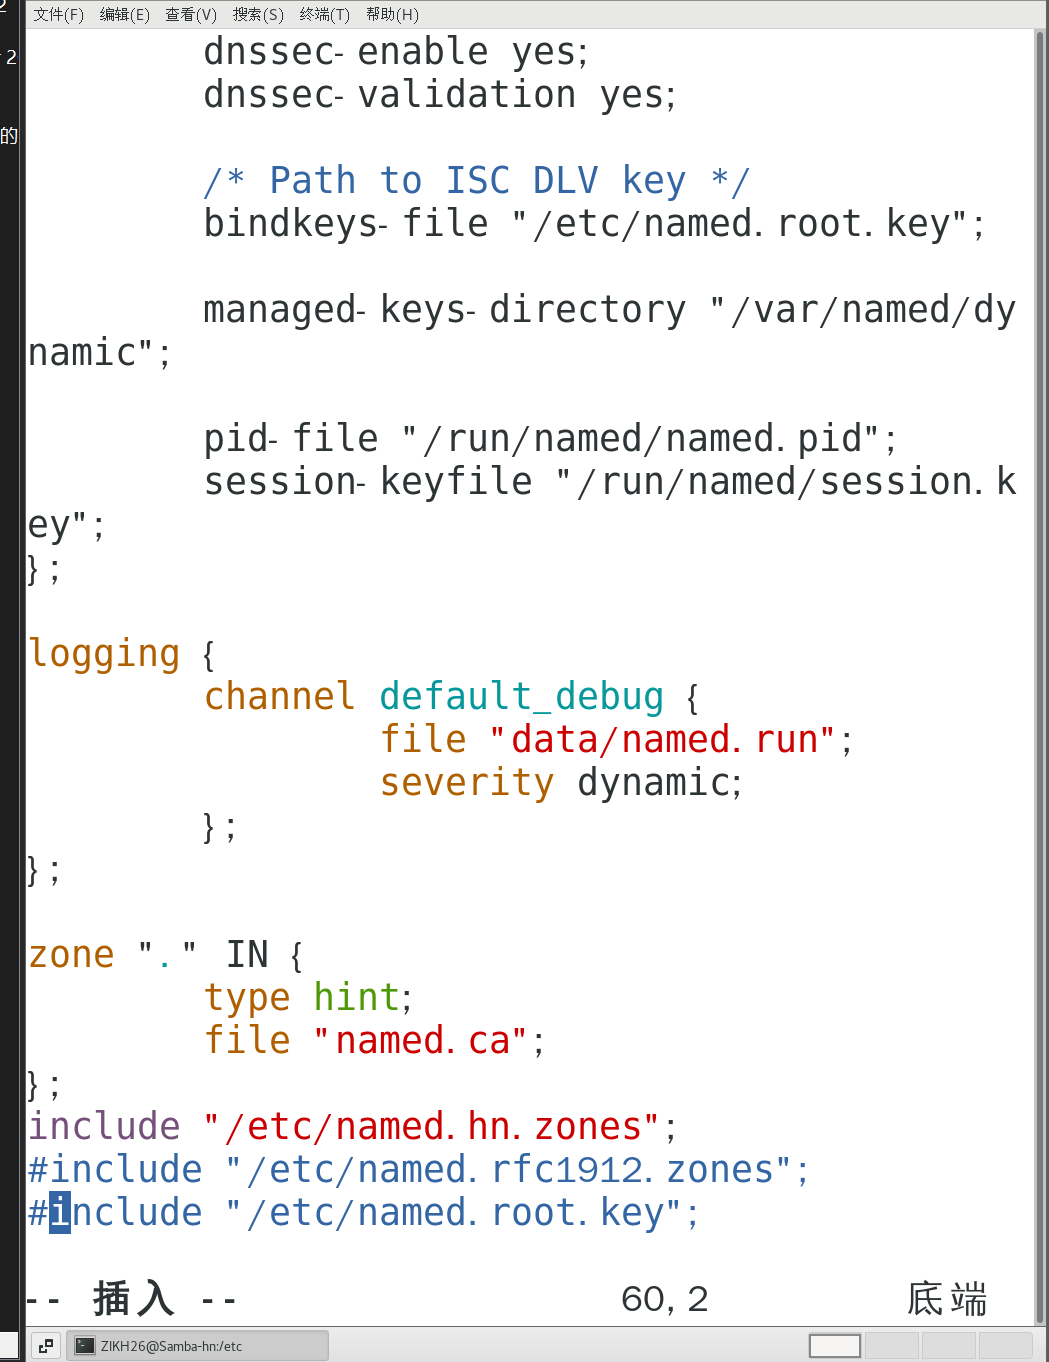 2
文件(F) 编辑(E) 查看(V) 搜索(S) 终端(T) 帮助(H)
2
的
dnssec-enable yes;
dnssec-validation yes;
/* Path to ISC DLV key */
bindkeys-file "/etc/named.root.key";
managed-keys-directory "/var/named/dy
namic";
pid-file "/run/named/named.pid";
session-keyfile "/run/named/session.k
ey";
};
logging {
channel default_debug {
file "data/named.run";
severity dynamic;
};
};
zone "." IN {
type hint;
file "named.ca";
};
include "/etc/named.hn.zones";
#include "/etc/named.rfc1912.zones";
#include "/etc/named.root.key";
-- 插入 -- 60,2 底端
ZIKH26@Samba-hn:/etc